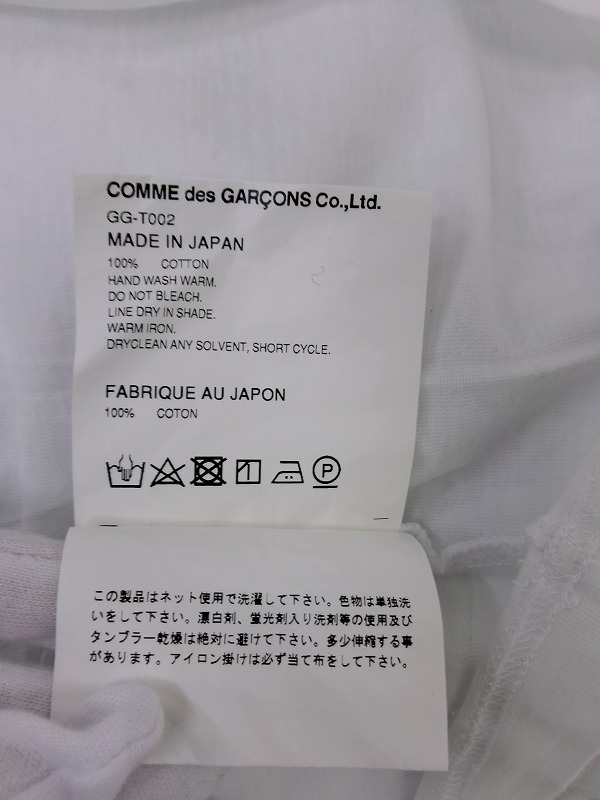 COMME des GARÇONS Co.,Ltd.
GG-T002
MADE IN JAPAN
100% COTTON
HAND WASH WARM.
DO NOT BLEACH.
LINE DRY IN SHADE.
WARM IRON.
DRYCLEAN ANY SOLVENT, SHORT CYCLE.
FABRIQUE AU JAPON
100% COTON
P
この製品はネット使用で洗濯して下さい。色物は単独洗
いをして下さい。漂白剤、蛍光剤入り洗剤等の使用及び
タンブラー乾燥は絶対に避けて下さい。多少伸縮する事
があります。アイロン掛けは必ず当て布をして下さい。